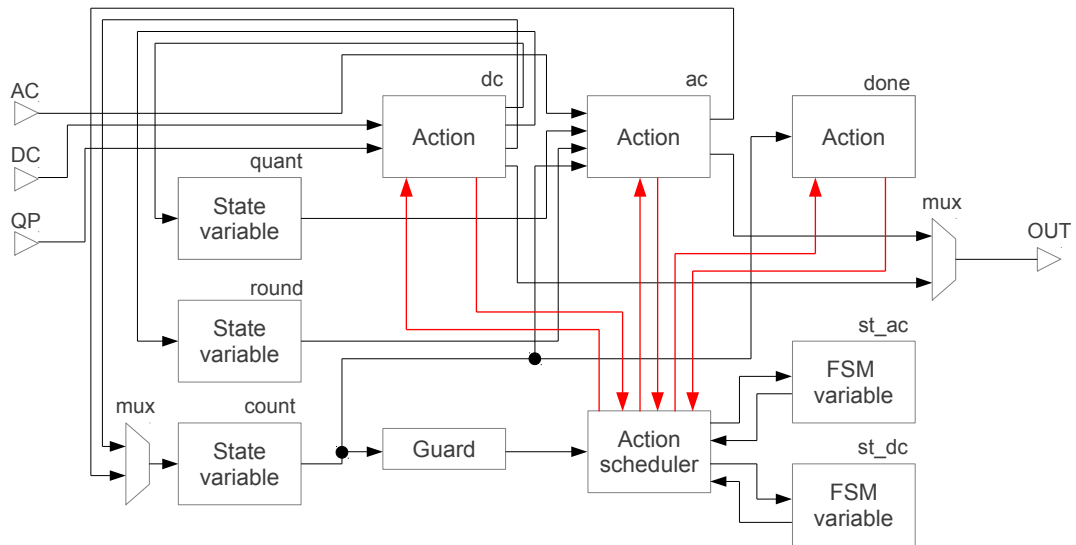 dc
ac
done
AC
Action
Action
Action
DC
quant
mux
QP
State
variable
OUT
round
State
variable
st_ac
FSM
variable
mux
count
State
variable
Guard
Action
scheduler
st_dc
FSM
variable